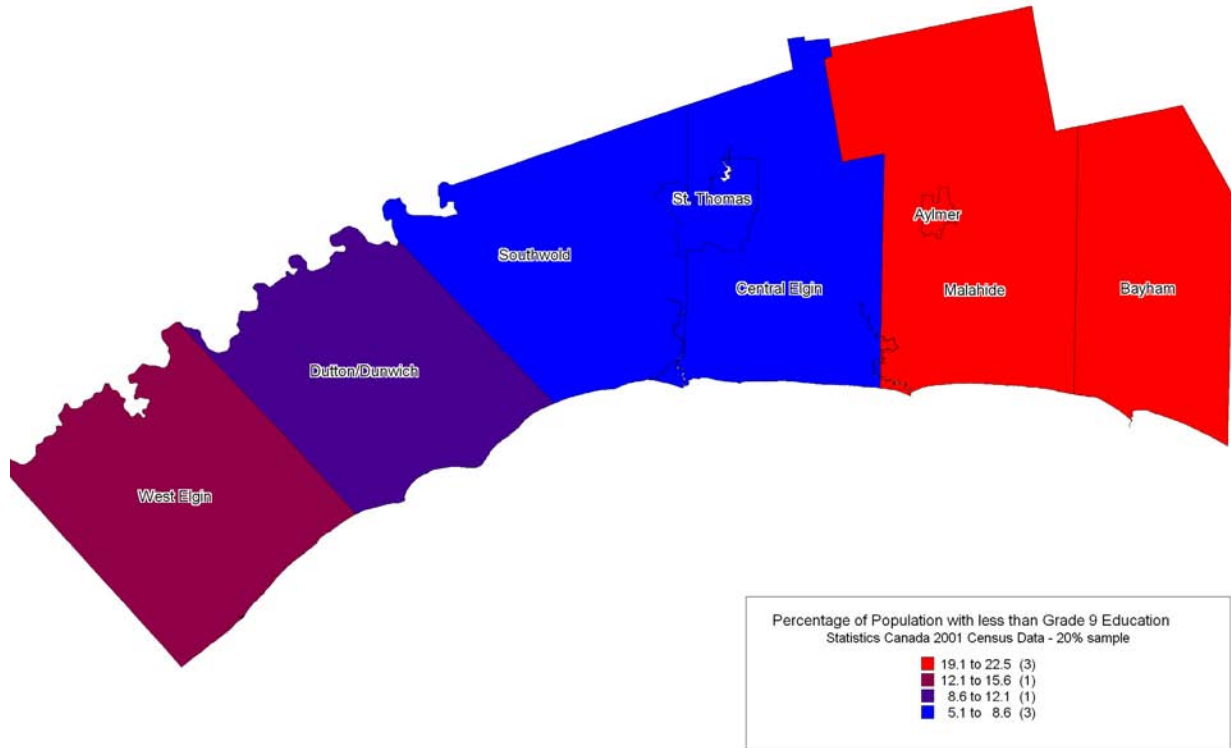 St. Thomas
Aylmer
Southwold
Central Elgin
Malahide
Bayham
Dutton/Dunwich
West Elgin
Percentage of Population with less than Grade 9 Education
Statistics Canada 2001 Census Data - 20% sample
19.1 to 22.5 (3)
12.1 to 15.6 (1)
8.6 to 12.1 (1)
5.1 to 8.6 (3)